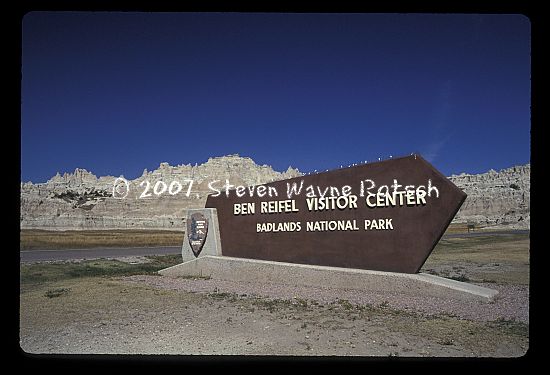 © 2007 Steven Wayne Rotsch
BEN REIFEL VISITOR CENTER
BADLANDS NATIONAL PARK